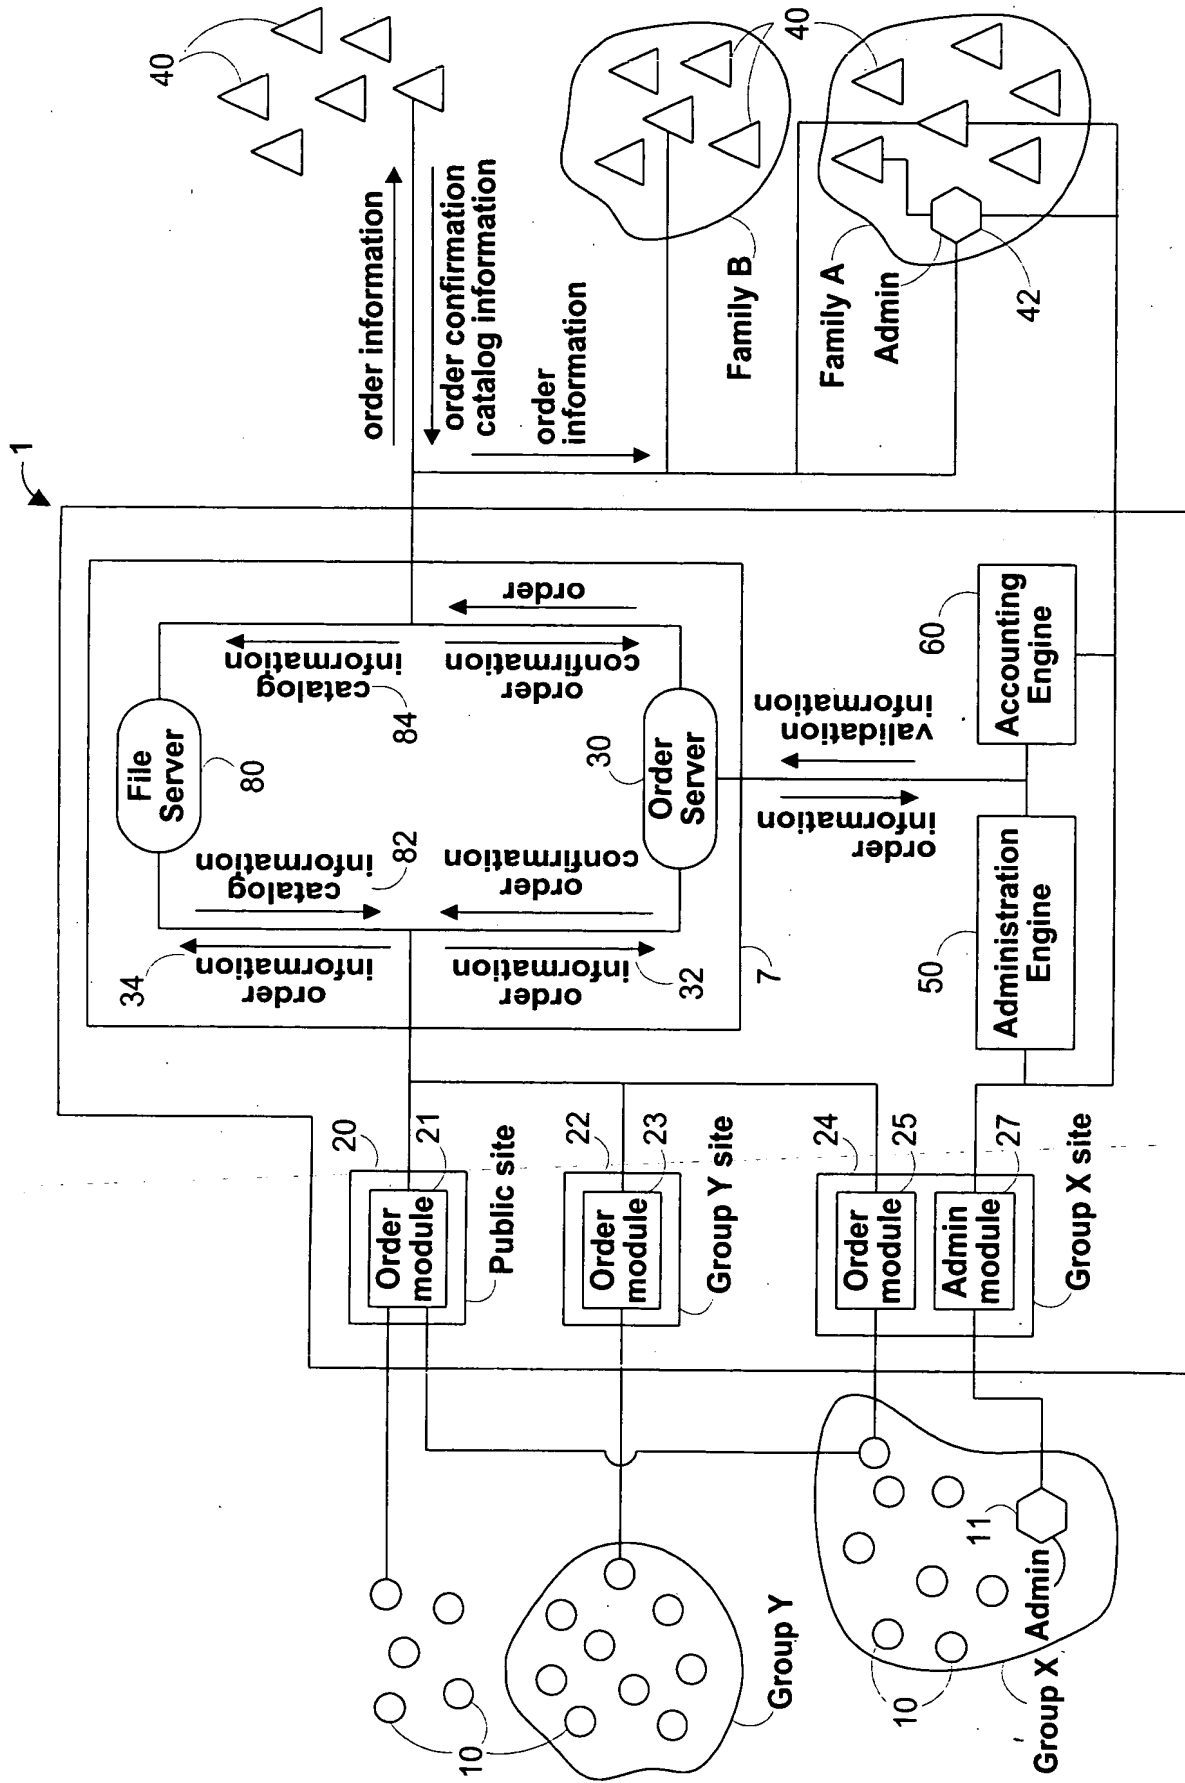 1
40
order information
order confirmation
catalog information
order
information
Family B
40
Family A
Admin
42
File
Server
80
catalog
information
82
catalog
information
84
order
information
34
order
information
32
order
confirmation
order
confirmation
order
Order
Server
30
7
validation
information
order
information
Administration
Engine
50
Accounting
Engine
60
Order
module
20
21
Public site
Order
module
22
23
Group Y site
Order
module
24
25
Admin
module
27
Group X site
10
Group Y
10
11
Admin
Group X